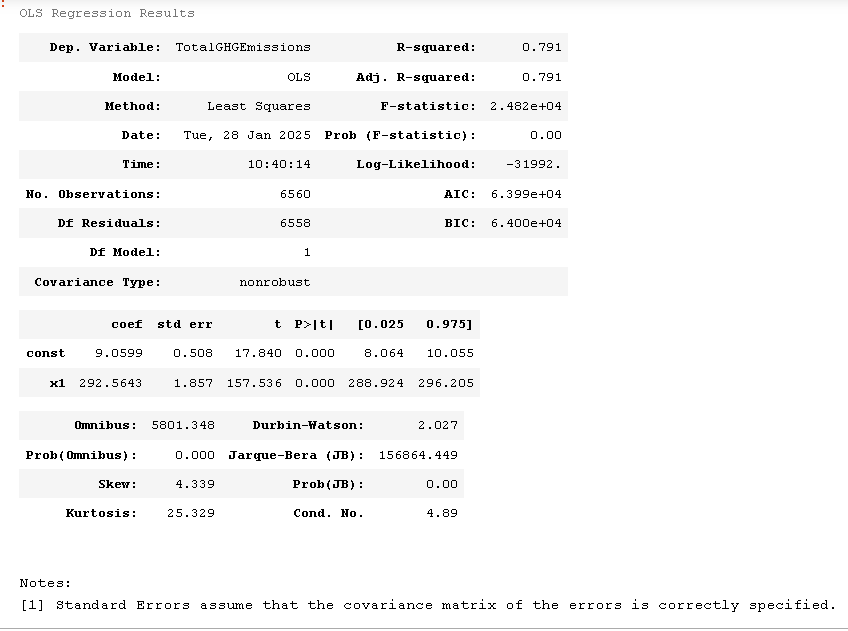 OLS Regression Results
Dep. Variable: TotalGHGEmissions R-squared: 0.791
Model: OLS Adj. R-squared: 0.791
Method: Least Squares F-statistic: 2.482e+04
Date: Tue, 28 Jan 2025 Prob (F-statistic): 0.00
Time: 10:40:14 Log-Likelihood: -31992.
No. Observations: 6560 AIC: 6.399e+04
Df Residuals: 6558 BIC: 6.400e+04
Df Model: 1
Covariance Type: nonrobust
coef std err t P>|t| [0.025 0.975]
const 9.0599 0.508 17.840 0.000 8.064 10.055
x1 292.5643 1.857 157.536 0.000 288.924 296.205
Omnibus: 5801.348 Durbin-Watson: 2.027
Prob(Omnibus): 0.000 Jarque-Bera (JB): 156864.449
Skew: 4.339 Prob(JB): 0.00
Kurtosis: 25.329 Cond. No. 4.89
Notes:
[1] Standard Errors assume that the covariance matrix of the errors is correctly specified.